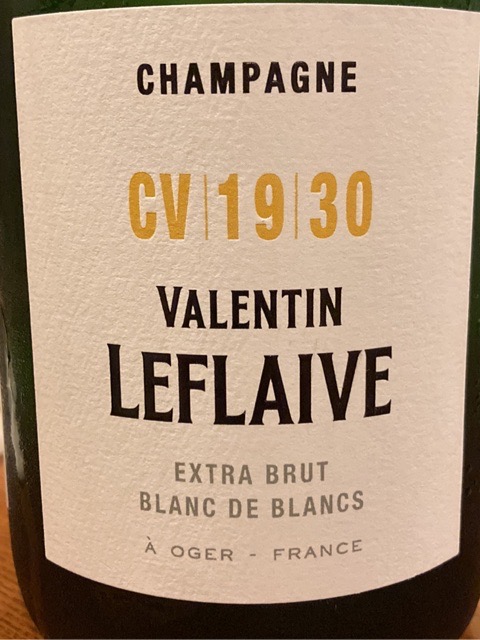 CHAMPAGNE
CV|19|30
VALENTIN
LEFLAIVE
EXTRA BRUT
BLANC DE BLANCS
À OGER - FRANCE